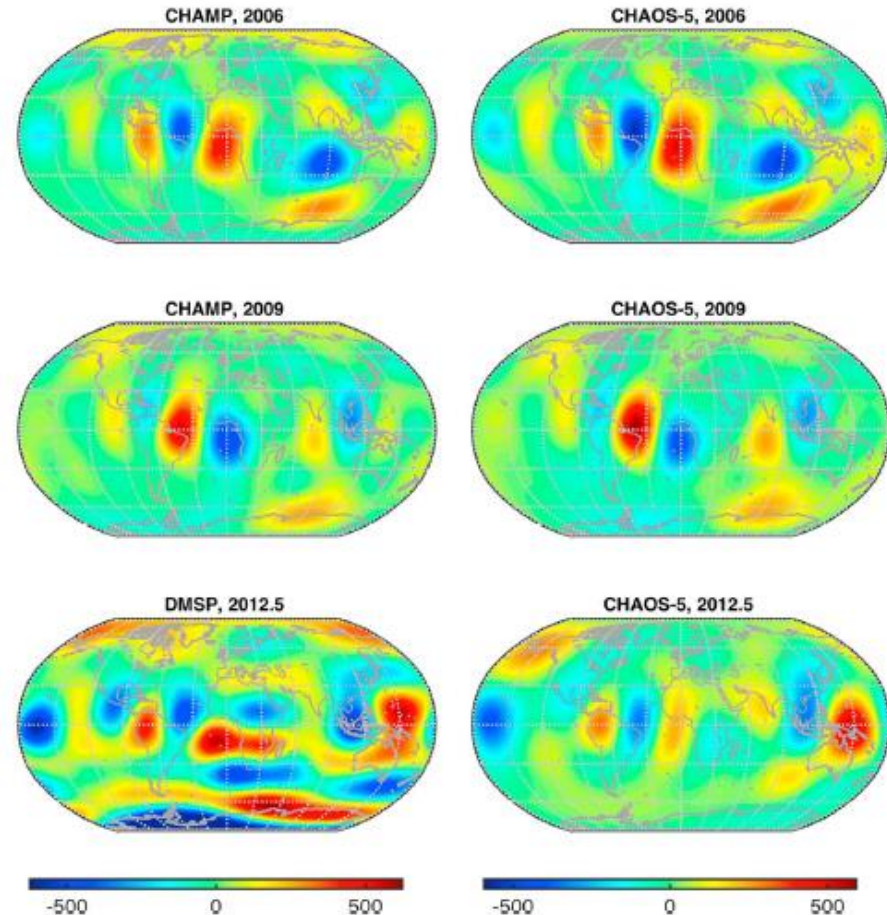 CHAMP, 2006
CHAOS-5, 2006
CHAMP, 2009
CHAOS-5, 2009
DMSP, 2012.5
CHAOS-5, 2012.5
-500 0 500
-500 0 500